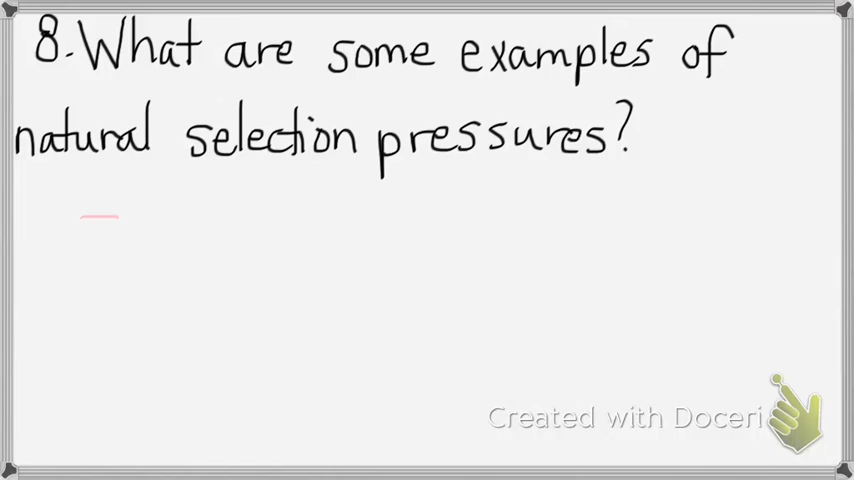 8. What are some examples of
natural selection pressures?
Created with Doceri